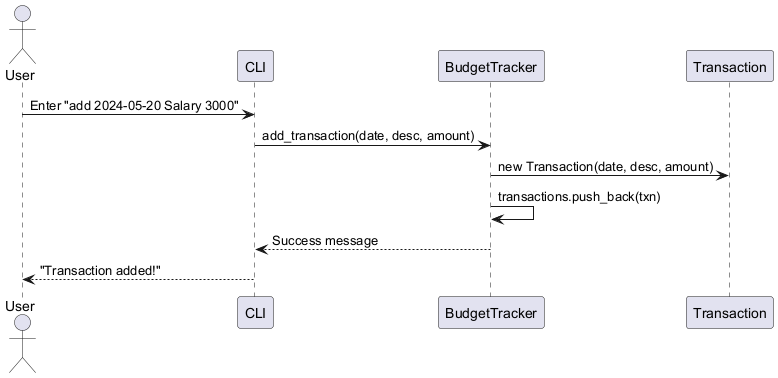 User
CLI
BudgetTracker
Transaction
Enter "add 2024-05-20 Salary 3000"
add_transaction(date, desc, amount)
new Transaction(date, desc, amount)
transactions.push_back(txn)
Success message
"Transaction added!"
User
CLI
BudgetTracker
Transaction